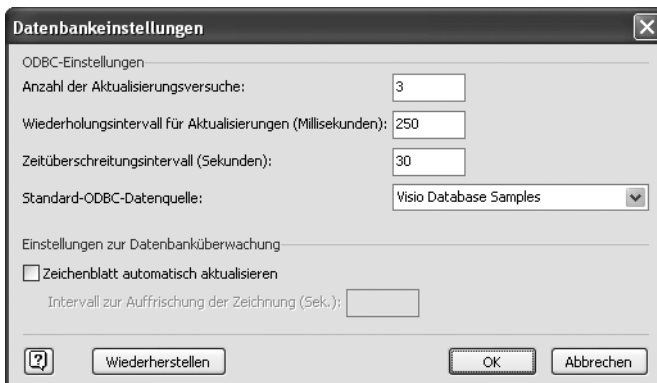 Datenbankeinstellungen
ODBC-Einstellungen
Anzahl der Aktualisierungsversuche: 3
Wiederholungsintervall für Aktualisierungen (Millisekunden): 250
Zeitüberschreitungsintervall (Sekunden): 30
Standard-ODBC-Datenquelle: Visio Database Samples
Einstellungen zur Datenbanküberwachung
Zeichenblatt automatisch aktualisieren
Intervall zur Auffrischung der Zeichnung (Sek.):
? Wiederherstellen OK Abbrechen